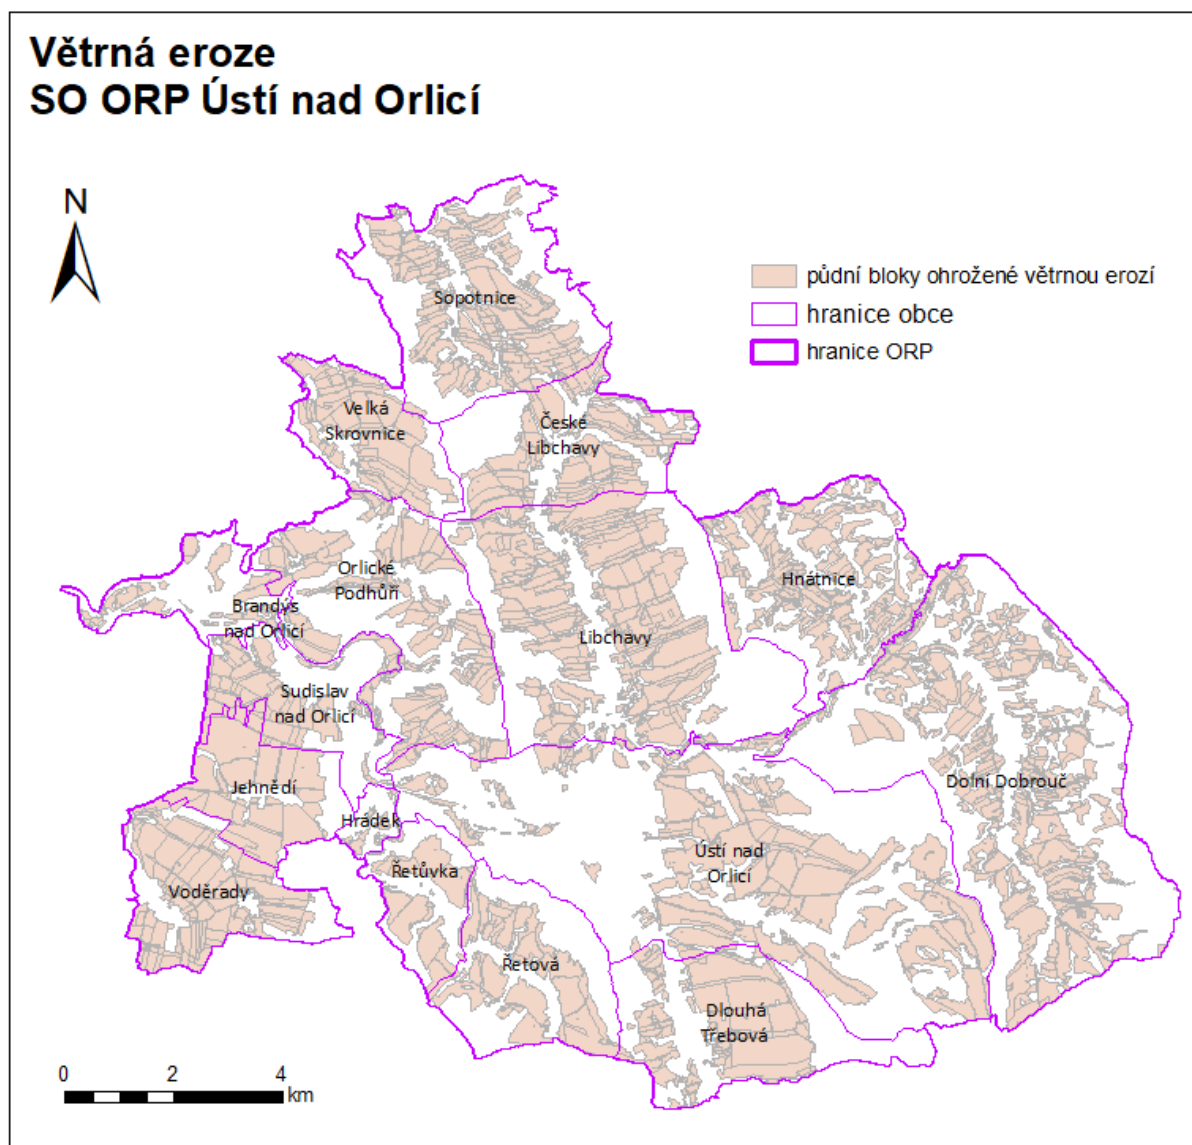 Větrná eroze
SO ORP Ústí nad Orlicí
N
půdní bloky ohrožené větrnou erozí
hranice obce
hranice ORP
Sopotnice
Velká
Skrovnice
České
Libchavy
Hnátnice
Orlické
Podhůří
Brandýs
nad Orlicí
Libchavy
Sudislav
nad Orlicí
Jehnědí
Dolní Dobrouč
Hrádek
Ústí nad
Orlicí
Řetůvka
Voděrady
Řetová
Dlouhá
Třebová
0 2 4
km